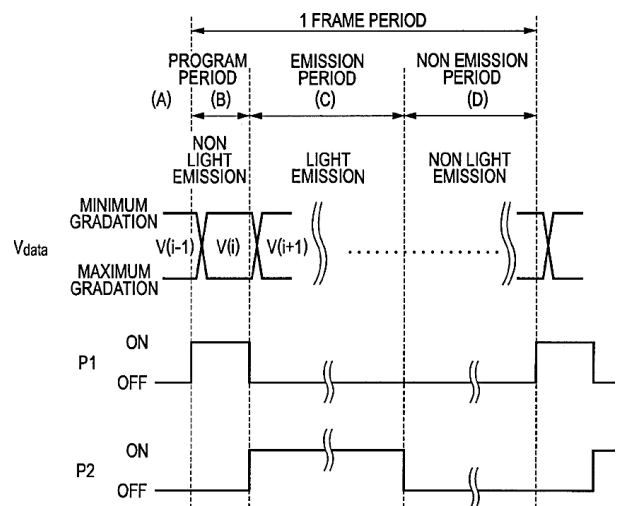 1 FRAME PERIOD
PROGRAM PERIOD
EMISSION PERIOD
NON EMISSION PERIOD
(A)
(B)
(C)
(D)
NON LIGHT EMISSION
LIGHT EMISSION
NON LIGHT EMISSION
MINIMUM GRADATION
Vdata
V(i-1)
V(i)
V(i+1)
MAXIMUM GRADATION
P1
ON
OFF
P2
ON
OFF